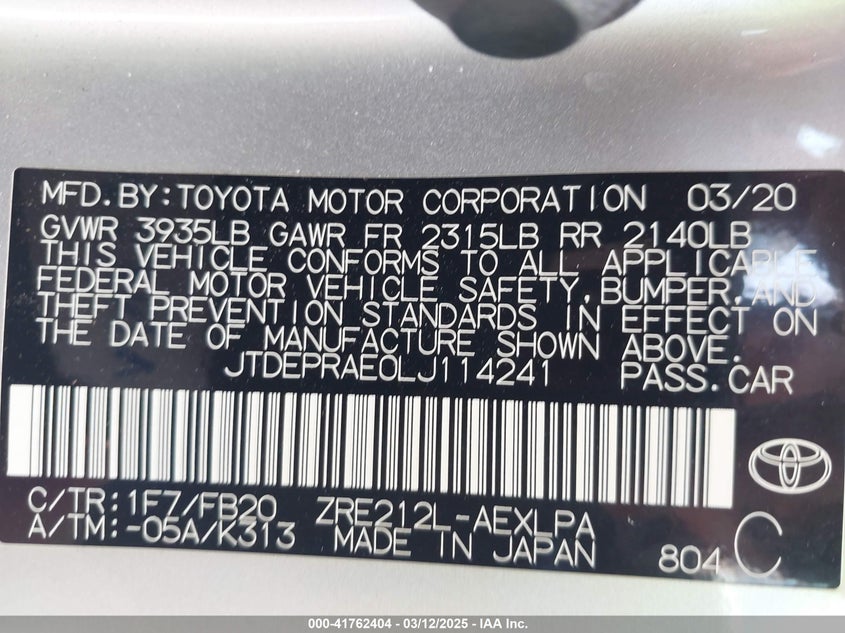 MFD.BY:TOYOTA MOTOR CORPORATION 03/20
GVWR 3935LB GAWR FR 2315LB RR 2140LB
THIS VEHICLE CONFORMS TO ALL APPLICABLE
FEDERAL MOTOR VEHICLE SAFETY,BUMPER,AND
THEFT PREVENTION STANDARDS IN EFFECT ON
THE DATE OF MANUFACTURE SHOWN ABOVE.
JTDEPRAE0LJ114241 PASS.CAR
C/TR:1F7/FB20 ZRE212L-AEXLPA
A/TM:-05A/K313 MADE IN JAPAN 804 C
000-41762404 - 03/12/2025 - IAA Inc.